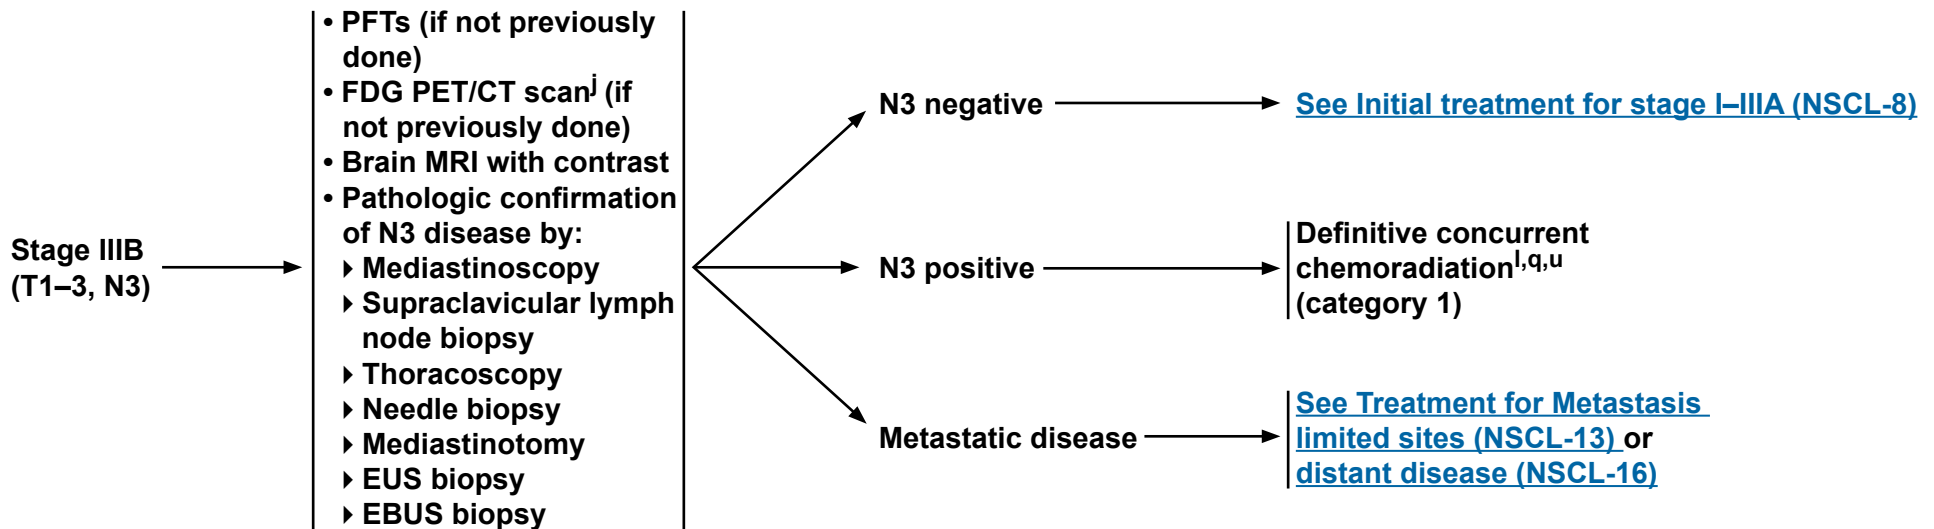 Stage IIIB
(T1–3, N3)
• PFTs (if not previously
done)
• FDG PET/CT scanj (if
not previously done)
• Brain MRI with contrast
• Pathologic confirmation
of N3 disease by:
▸ Mediastinoscopy
▸ Supraclavicular lymph
node biopsy
▸ Thoracoscopy
▸ Needle biopsy
▸ Mediastinotomy
▸ EUS biopsy
▸ EBUS biopsy
N3 negative
See Initial treatment for stage I–IIIA (NSCL-8)
N3 positive
Definitive concurrent
chemoradiationl,q,u
(category 1)
Metastatic disease
See Treatment for Metastasis
limited sites (NSCL-13) or
distant disease (NSCL-16)